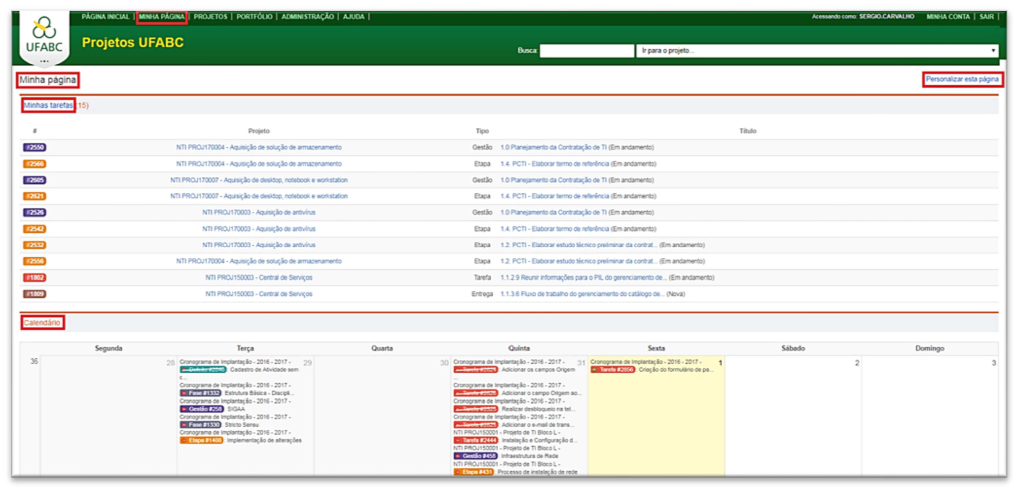 PÁGINA INICIAL | MINHA PÁGINA | PROJETOS | PORTFÓLIO | ADMINISTRAÇÃO | AJUDA |
Acessando como: SERGIO.CARVALHO MINHA CONTA | SAIR |
UFABC
Projetos UFABC
Busca: Ir para o projeto...
Minha página
Personalizar esta página
Minhas tarefas (15)
# Projeto Tipo Título
#2550 NTI PROJ170004 - Aquisição de solução de armazenamento Gestão 1.0 Planejamento da Contratação de TI (Em andamento)
#2566 NTI PROJ170004 - Aquisição de solução de armazenamento Etapa 1.4. PCTI - Elaborar termo de referência (Em andamento)
#2605 NTI PROJ170007 - Aquisição de desktop, notebook e workstation Gestão 1.0 Planejamento da Contratação de TI (Em andamento)
#2621 NTI PROJ170007 - Aquisição de desktop, notebook e workstation Etapa 1.4. PCTI - Elaborar termo de referência (Em andamento)
#2526 NTI PROJ170003 - Aquisição de antivírus Gestão 1.0 Planejamento da Contratação de TI (Em andamento)
#2542 NTI PROJ170003 - Aquisição de antivírus Etapa 1.4. PCTI - Elaborar termo de referência (Em andamento)
#2532 NTI PROJ170003 - Aquisição de antivírus Etapa 1.2. PCTI - Elaborar estudo técnico preliminar da contrat... (Em andamento)
#2556 NTI PROJ170004 - Aquisição de solução de armazenamento Etapa 1.2. PCTI - Elaborar estudo técnico preliminar da contrat... (Em andamento)
#1802 NTI PROJ150003 - Central de Serviços Tarefa 1.1.2.9 Reunir informações para o PIL do gerenciamento de... (Em andamento)
#1809 NTI PROJ150003 - Central de Serviços Entrega 1.1.3.6 Fluxo de trabalho do gerenciamento do catálogo de... (Nova)
Calendário
Segunda Terça Quarta Quinta Sexta Sábado Domingo
35 28 29 30 31 1 2 3
Cronograma de Implantação - 2016 - 2017 -
Cadastro de Atividade sem
c...
Cronograma de Implantação - 2016 - 2017 -
Fase #1332 Estrutura Básica - Discipli...
Cronograma de Implantação - 2016 - 2017 -
Gestão #258 SIGAA
Cronograma de Implantação - 2016 - 2017 -
Fase #1330 Stricto Sensu
Cronograma de Implantação - 2016 - 2017 -
Etapa #1408 Implementação de alterações
Cronograma de Implantação - 2016 - 2017 -
Adicionar os campos Origem
...
Cronograma de Implantação - 2016 - 2017 -
Adicionar o campo Origem ao...
Cronograma de Implantação - 2016 - 2017 -
Realizar desbloqueio na tel...
Cronograma de Implantação - 2016 - 2017 -
Adicionar o e-mail de trans...
NTI PROJ150001 - Projeto de TI Bloco L -
Tarefa #2444 Instalação e Configuração d...
NTI PROJ150001 - Projeto de TI Bloco L -
Gestão #458 Infraestrutura da Rede
NTI PROJ150001 - Projeto de TI Bloco L -
Etapa #431 Processo de instalação de rede
Cronograma de Implantação - 2016 - 2017 -
Tarefa #2656 Criação do formulário de pa...